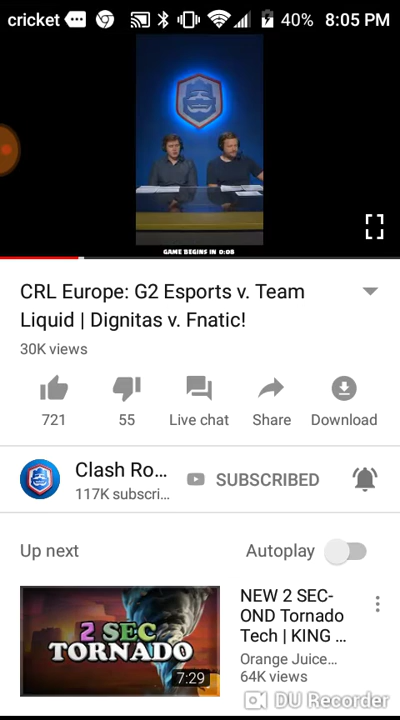 cricket 40% 8:05 PM
GAME BEGINS IN 0:08
CRL Europe: G2 Esports v. Team
Liquid | Dignitas v. Fnatic!
30K views
721 55 Live chat Share Download
Clash Ro... SUBSCRIBED
117K subscri...
Up next Autoplay
2 SEC
TORNADO
7:29
NEW 2 SEC-
OND Tornado
Tech | KING ...
Orange Juice...
64K views
DU Recorder